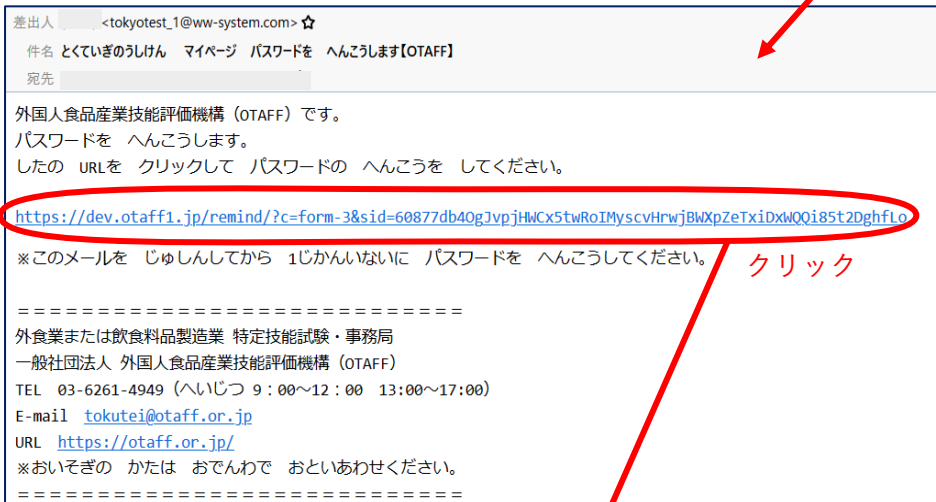 差出人 <tokyotest_1@ww-system.com> ☆
件名 とくていぎのうしけん　マイページ　パスワードを　へんこうします【OTAFF】
宛先
外国人食品産業技能評価機構（OTAFF）です。
パスワードを　へんこうします。
したの　URLを　クリックして　パスワードの　へんこうを　してください。
https://dev.otaff1.jp/remind/?c=form-3&sid=60877db4OgJvpjHWCx5twRoIMyscvHrwjBWXpZeTxiDxWQQi85t2DghfLo
※このメールを　じゅしんしてから　1じかんいないに　パスワードを　へんこうしてください。
クリック
＝＝＝＝＝＝＝＝＝＝＝＝＝＝＝＝＝＝＝＝＝＝＝＝＝＝＝＝
外食業または飲食料品製造業 特定技能試験・事務局
一般社団法人 外国人食品産業技能評価機構（OTAFF）
TEL　03-6261-4949（へいじつ 9：00～12：00　13:00～17:00）
E-mail　tokutei@otaff.or.jp
URL　https://otaff.or.jp/
※おいそぎの　かたは　おでんわで　おといあわせください。
＝＝＝＝＝＝＝＝＝＝＝＝＝＝＝＝＝＝＝＝＝＝＝＝＝＝＝＝